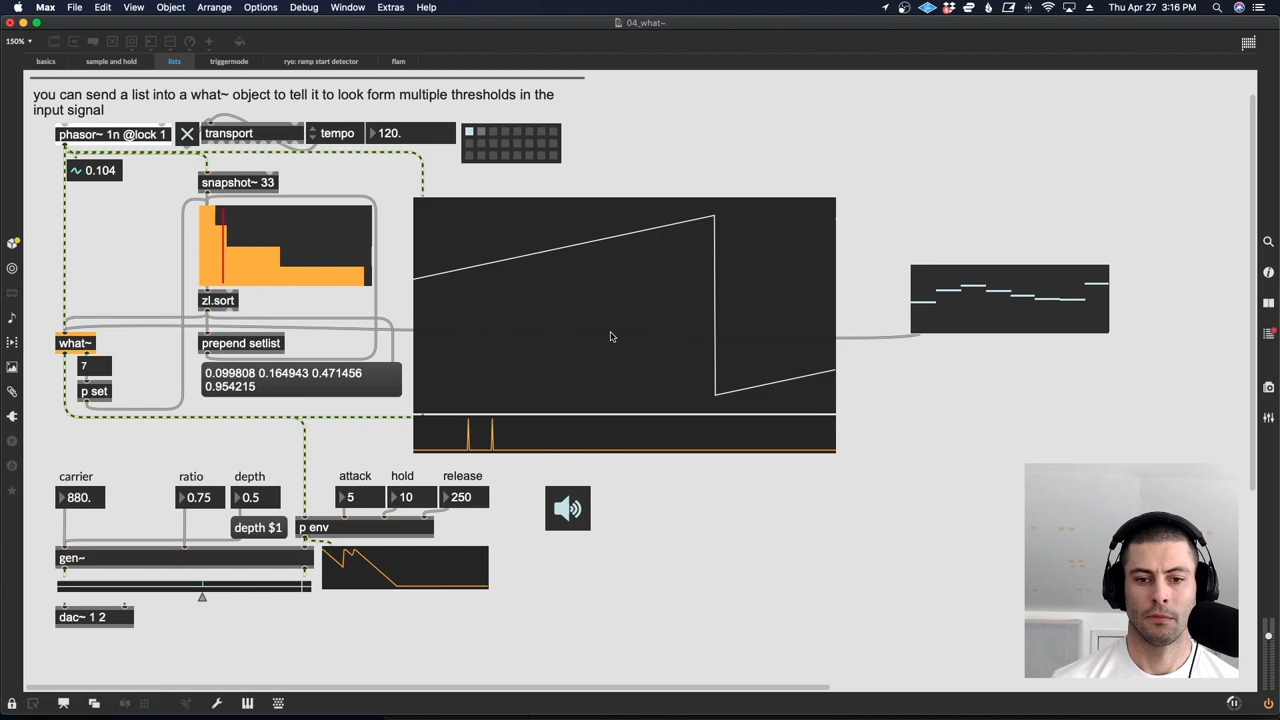 Max File Edit View Object Arrange Options Debug Window Extras Help Thu Apr 27 3:16 PM
04_what~
150%
basics sample and hold lists triggermode ryo: ramp start detector flam
you can send a list into a what~ object to tell it to look form multiple thresholds in the
input signal
phasor~ 1n @lock 1 transport tempo 120.
0.104
snapshot~ 33
zl.sort
what~ prepend setlist
7
0.099808 0.164943 0.471456
0.954215
p set
carrier ratio depth attack hold release
880. 0.75 0.5 5 10 250
depth $1 p env
gen~
dac~ 1 2